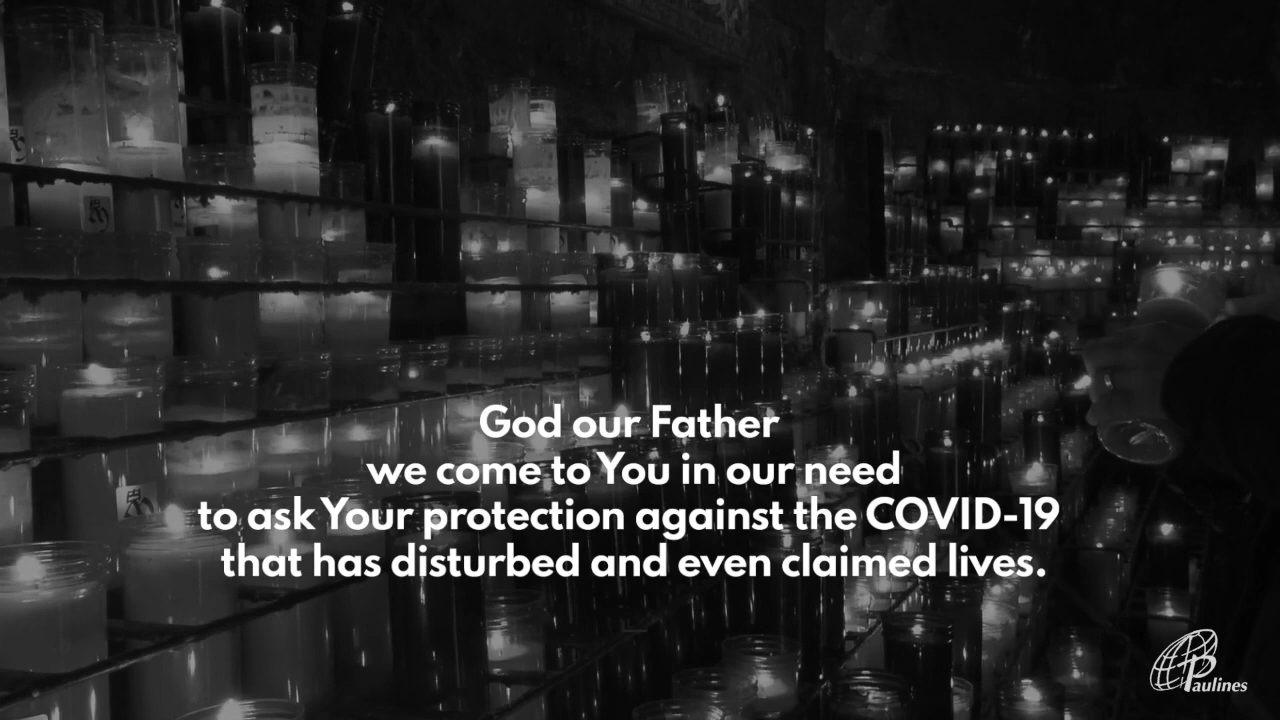 God our Father
we come to You in our need
to ask Your protection against the COVID-19
that has disturbed and even claimed lives.
Paulines